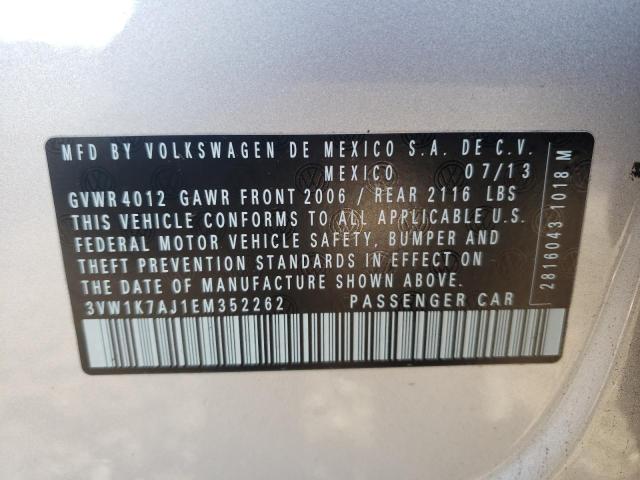 MFD BY VOLKSWAGEN DE MEXICO S.A. DE C.V.
MEXICO 07/13
GVWR 4012 GAWR FRONT 2006 / REAR 2116 LBS
THIS VEHICLE CONFORMS TO ALL APPLICABLE U.S.
FEDERAL MOTOR VEHICLE SAFETY, BUMPER AND
THEFT PREVENTION STANDARDS IN EFFECT ON
THE DATE OF MANUFACTURE SHOWN ABOVE.
3VW1K7AJ1EM352262 PASSENGER CAR
2816043 1018 M